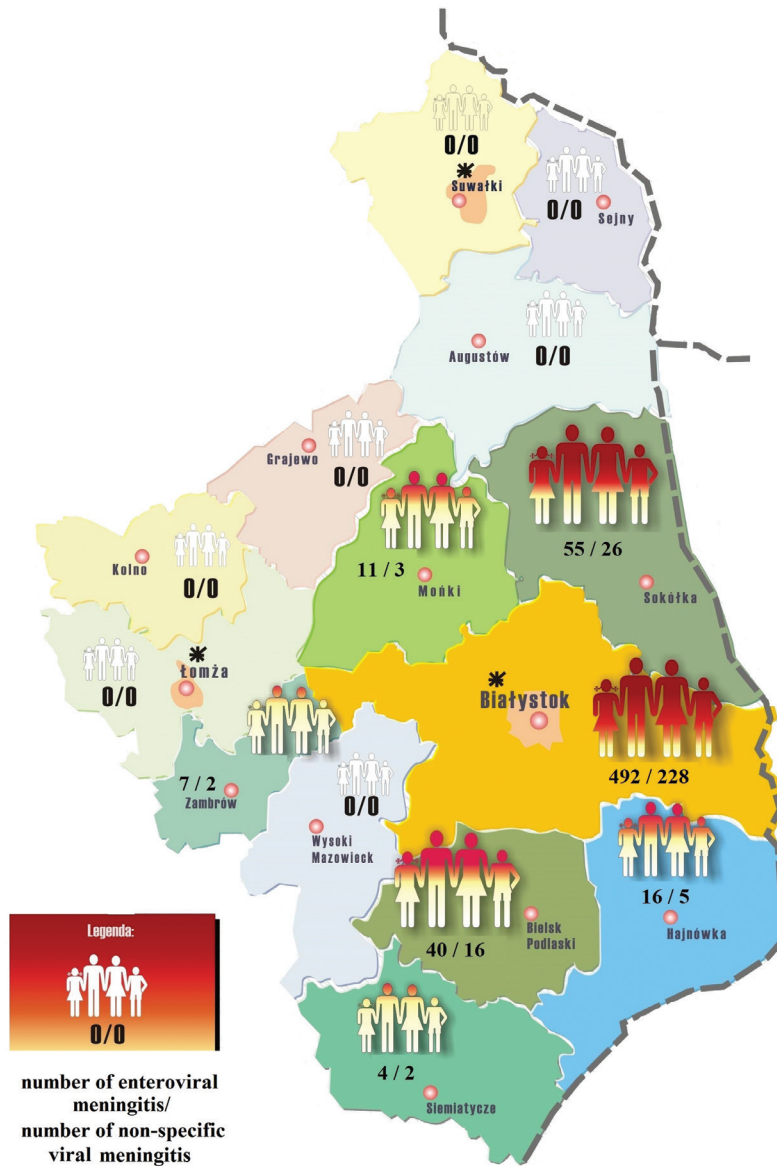 0/0
Suwałki
0/0
Sejny
Augustów
0/0
Grajewo
0/0
55 / 26
Kolno
0/0
11 / 3
Mońki
Sokółka
0/0
Łomża
Białystok
492 / 228
7 / 2
Zambrów
0/0
Wysoki
Mazowieck
16 / 5
Hajnówka
40 / 16
Bielsk
Podlaski
4 / 2
Siemiatycze
Legenda:
0/0
number of enteroviral
meningitis/
number of non-specific
viral meningitis